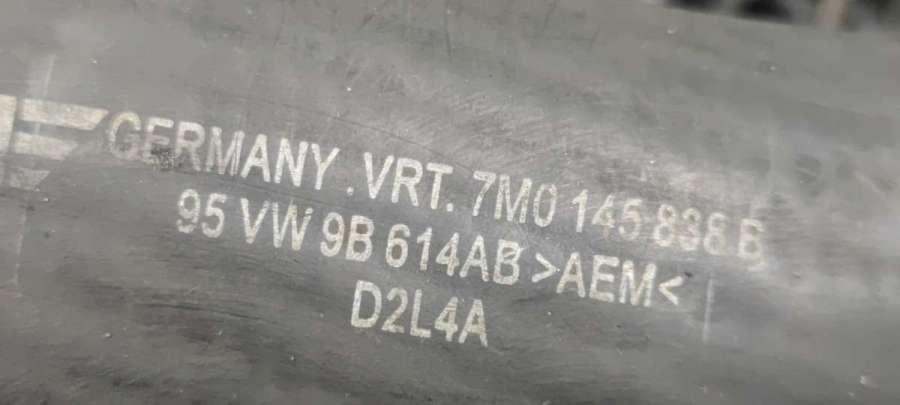 GERMANY .VRT. 7M0 145 838 B
95 VW 9B 614AB >AEM<
D2L4A